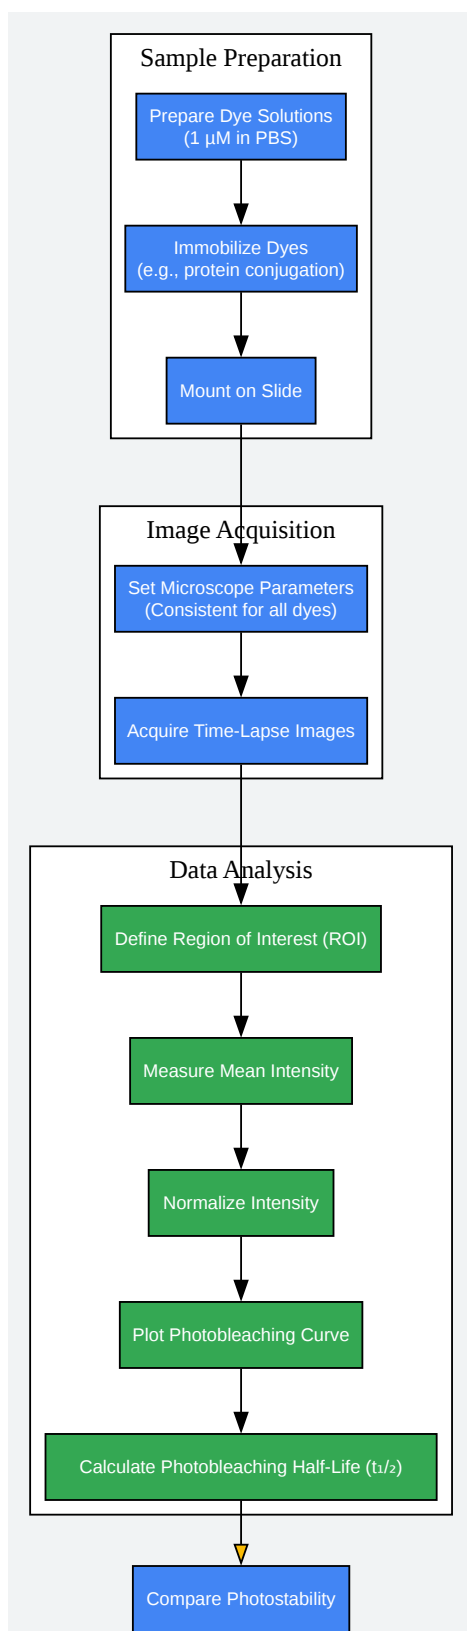 Sample Preparation
Prepare Dye Solutions
(1 µM in PBS)
Immobilize Dyes
(e.g., protein conjugation)
Mount on Slide
Image Acquisition
Set Microscope Parameters
(Consistent for all dyes)
Acquire Time-Lapse Images
Data Analysis
Define Region of Interest (ROI)
Measure Mean Intensity
Normalize Intensity
Plot Photobleaching Curve
Calculate Photobleaching Half-Life (t₁/₂)
Compare Photostability